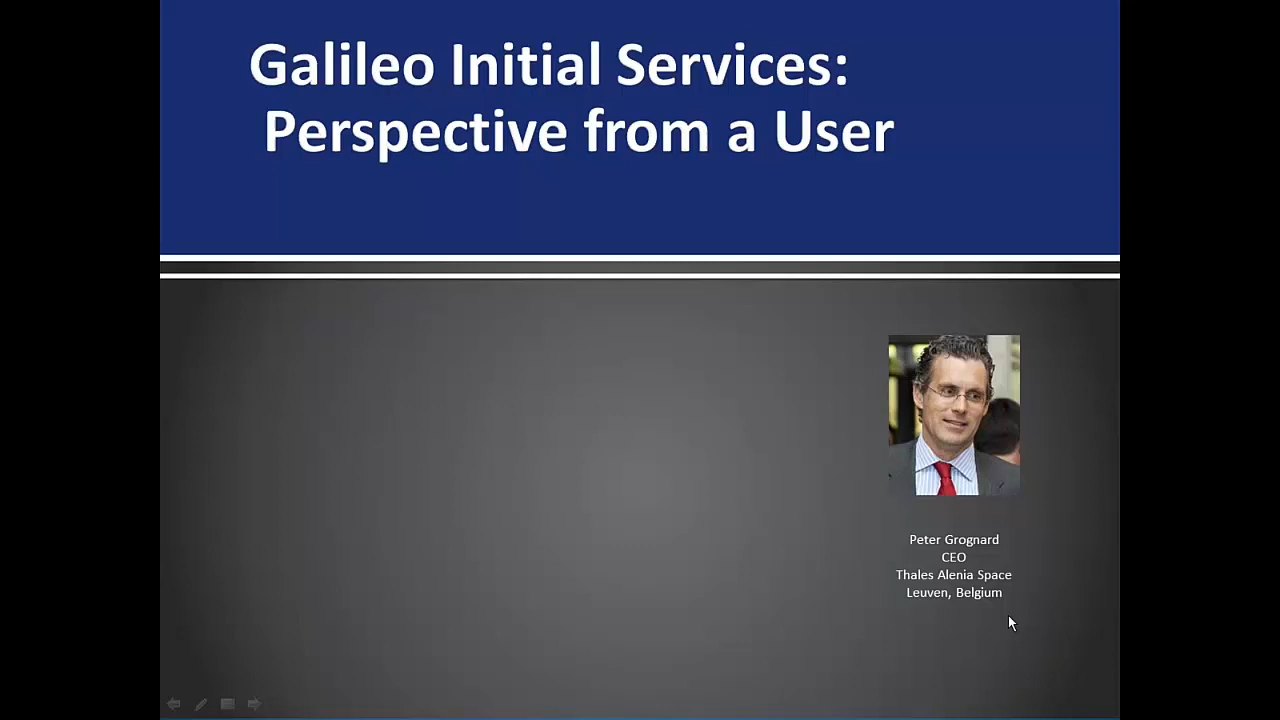 Galileo Initial Services:
Perspective from a User
Peter Grognard
CEO
Thales Alenia Space
Leuven, Belgium